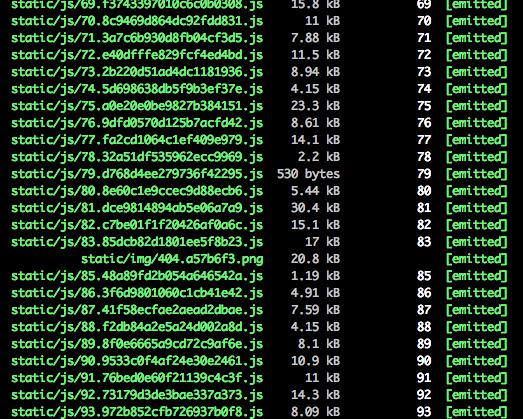 static/js/69.f3743397010c6c0b0308.js 15.8 kB 69 [emitted]
static/js/70.8c9469d864dc92fdd831.js 11 kB 70 [emitted]
static/js/71.3a7c6b930d8fb04cf3d5.js 7.88 kB 71 [emitted]
static/js/72.e40dfffe829fcf4ed4bd.js 11.5 kB 72 [emitted]
static/js/73.2b220d51ad4dc1181936.js 8.94 kB 73 [emitted]
static/js/74.5d698638db5f9b3ef37e.js 4.15 kB 74 [emitted]
static/js/75.a0e20e0be9827b384151.js 23.3 kB 75 [emitted]
static/js/76.9dfd0570d125b7acfd42.js 8.61 kB 76 [emitted]
static/js/77.fa2cd1064c1ef409e979.js 14.1 kB 77 [emitted]
static/js/78.32a51df535962ecc9969.js 2.2 kB 78 [emitted]
static/js/79.d768d4ee279736f42295.js 530 bytes 79 [emitted]
static/js/80.8e60c1e9ccec9d88ecb6.js 5.44 kB 80 [emitted]
static/js/81.dce9814894ab5e06a7a9.js 30.4 kB 81 [emitted]
static/js/82.c7be01f1f20426af0a6c.js 15.1 kB 82 [emitted]
static/js/83.85dcb82d1801ee5f8b23.js 17 kB 83 [emitted]
static/img/404.a57b6f3.png 20.8 kB [emitted]
static/js/85.48a89fd2b054a646542a.js 1.19 kB 85 [emitted]
static/js/86.3f6d9801060c1cb41e42.js 4.91 kB 86 [emitted]
static/js/87.41f58ecfae2aead2dbae.js 7.59 kB 87 [emitted]
static/js/88.f2db84a2e5a24d002a8d.js 4.15 kB 88 [emitted]
static/js/89.8f0e6665a9cd72c9af6e.js 8.1 kB 89 [emitted]
static/js/90.9533c0f4af24e30e2461.js 10.9 kB 90 [emitted]
static/js/91.76bed0e60f21139c4c3f.js 11 kB 91 [emitted]
static/js/92.73179d3de3bae337a373.js 14.3 kB 92 [emitted]
static/js/93.972b852cfb726937b0f8.js 8.09 kB 93 [emitted]